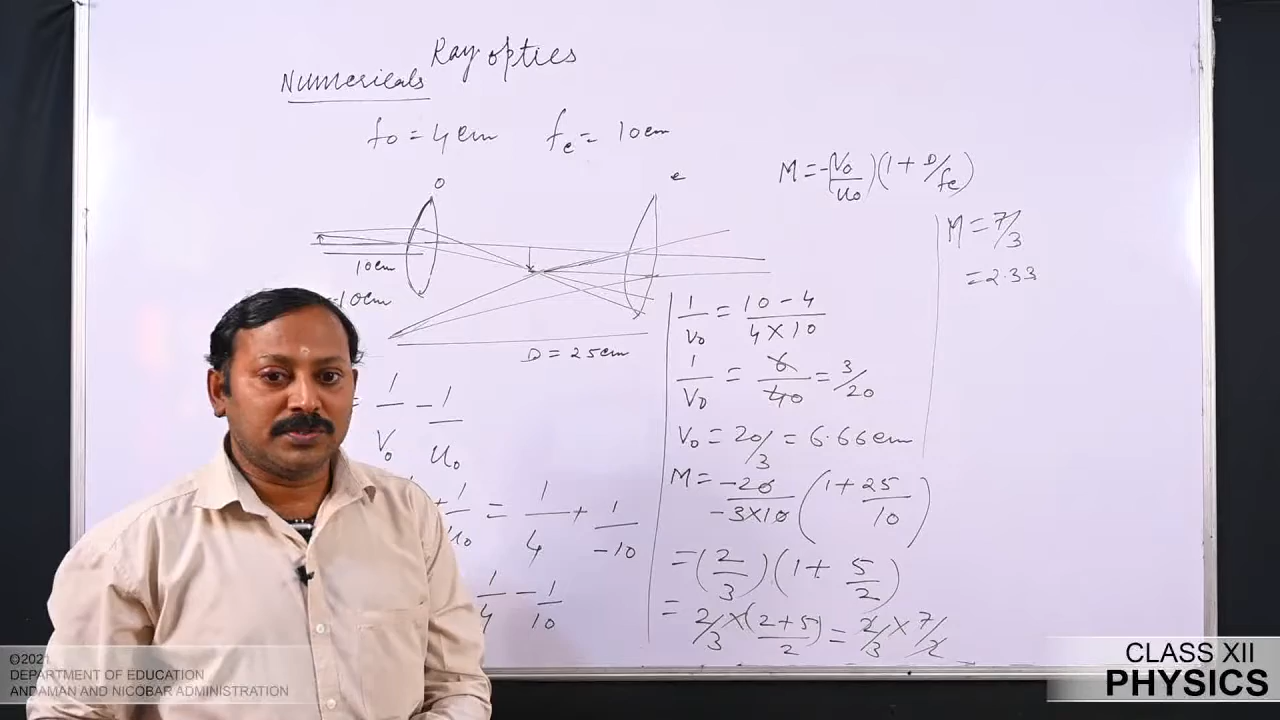 Ray optics
Numericals
fo = 4cm fe = 10cm
M = -(Vo/uo)(1 + D/fe)
O
e
10cm
-10cm
D = 25cm
= 1/Vo - 1/uo
+ 1/uo = 1/4 + 1/-10
1/4 - 1/10
1/Vo = 10 - 4/4 X 10
1/Vo = 6/40 = 3/20
Vo = 20/3 = 6.66cm
M = -20/-3X10 (1 + 25/10)
= (2/3)(1 + 5/2)
= 2/3 X (2+5/2) = 2/3 X 7/2
M = 7/3
= 2.33
©2021
DEPARTMENT OF EDUCATION
ANDAMAN AND NICOBAR ADMINISTRATION
CLASS XII
PHYSICS